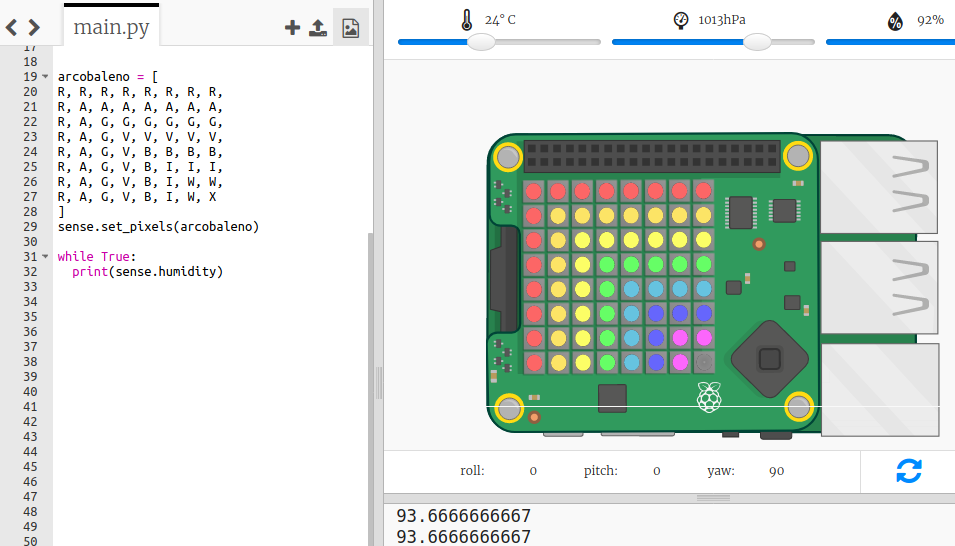 main.py
24° C
1013hPa
92%
17
18
19 arcobaleno = [
20 R, R, R, R, R, R, R, R,
21 R, A, A, A, A, A, A, A,
22 R, A, G, G, G, G, G, G,
23 R, A, G, V, V, V, V, V,
24 R, A, G, V, B, B, B, B,
25 R, A, G, V, B, I, I, I,
26 R, A, G, V, B, I, W, W,
27 R, A, G, V, B, I, W, X
28 ]
29 sense.set_pixels(arcobaleno)
30
31 while True:
32 print(sense.humidity)
33
34
35
36
37
38
39
40
41
42
43
44
45
46
47
48
49
50
%
roll: 0 pitch: 0 yaw: 90
93.6666666667
93.6666666667